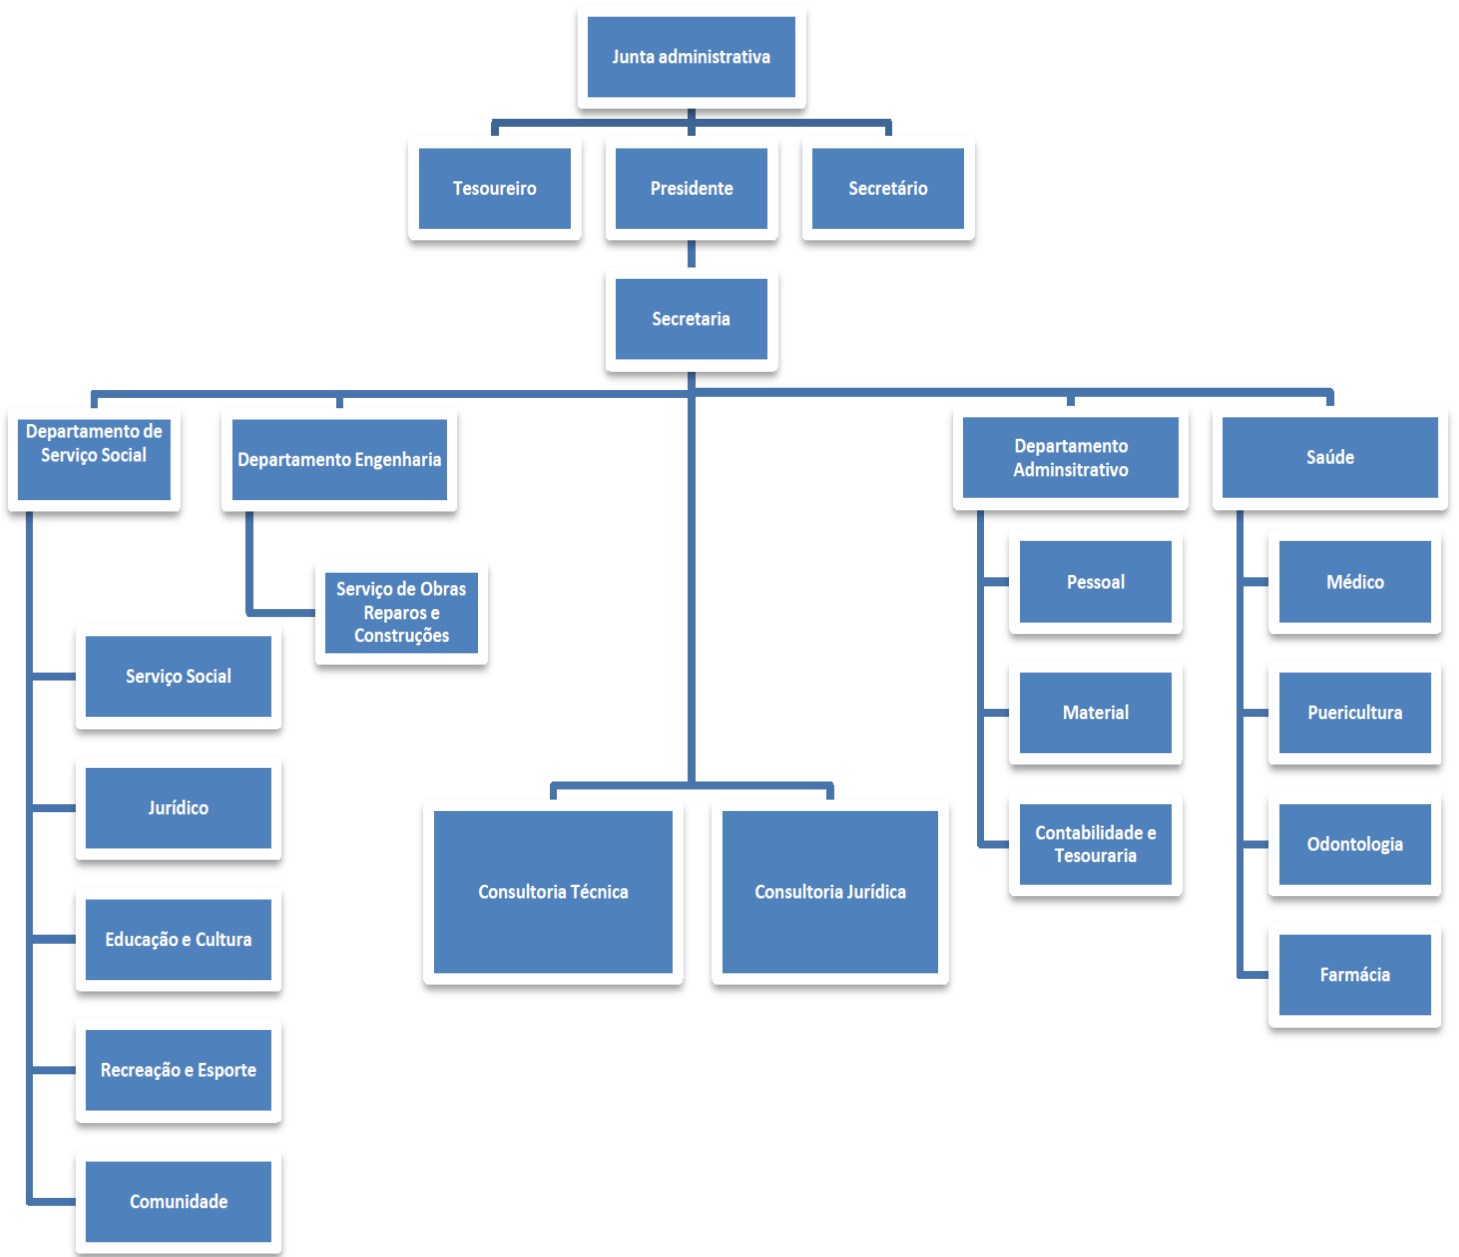 Junta administrativa
Tesoureiro
Presidente
Secretário
Secretaria
Departamento de
Serviço Social
Departamento Engenharia
Departamento
Adminsitrativo
Saúde
Serviço de Obras
Reparos e
Construções
Pessoal
Médico
Serviço Social
Material
Puericultura
Jurídico
Contabilidade e
Tesouraria
Odontologia
Consultoria Técnica
Consultoria Jurídica
Educação e Cultura
Farmácia
Recreação e Esporte
Comunidade